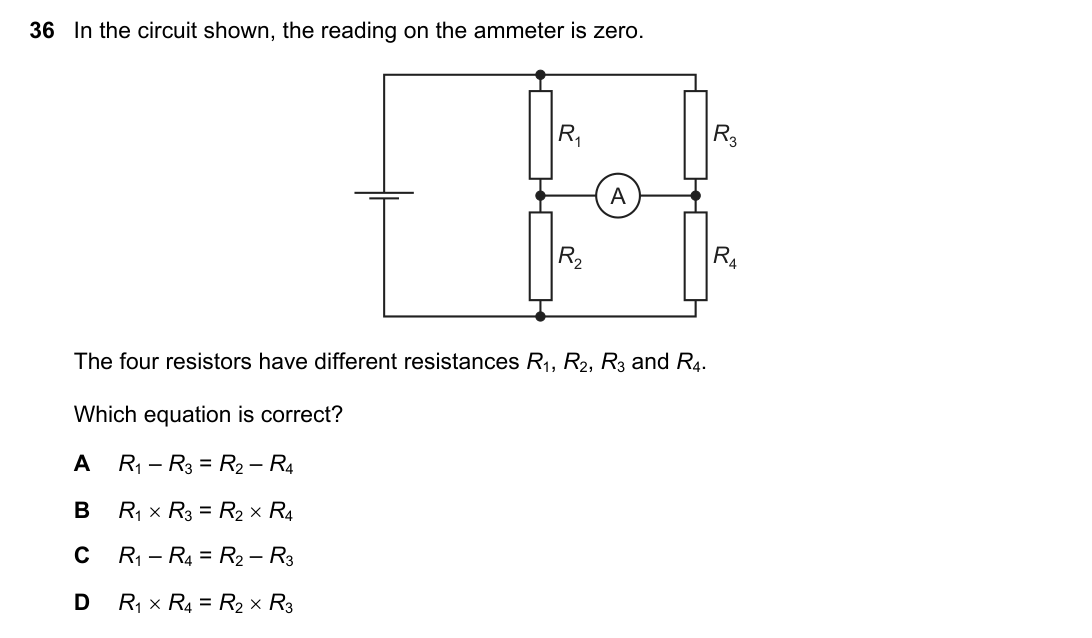 36 In the circuit shown, the reading on the ammeter is zero.
R1
R3
A
R2
R4
The four resistors have different resistances R1, R2, R3 and R4.
Which equation is correct?
A R1 – R3 = R2 – R4
B R1 × R3 = R2 × R4
C R1 – R4 = R2 – R3
D R1 × R4 = R2 × R3